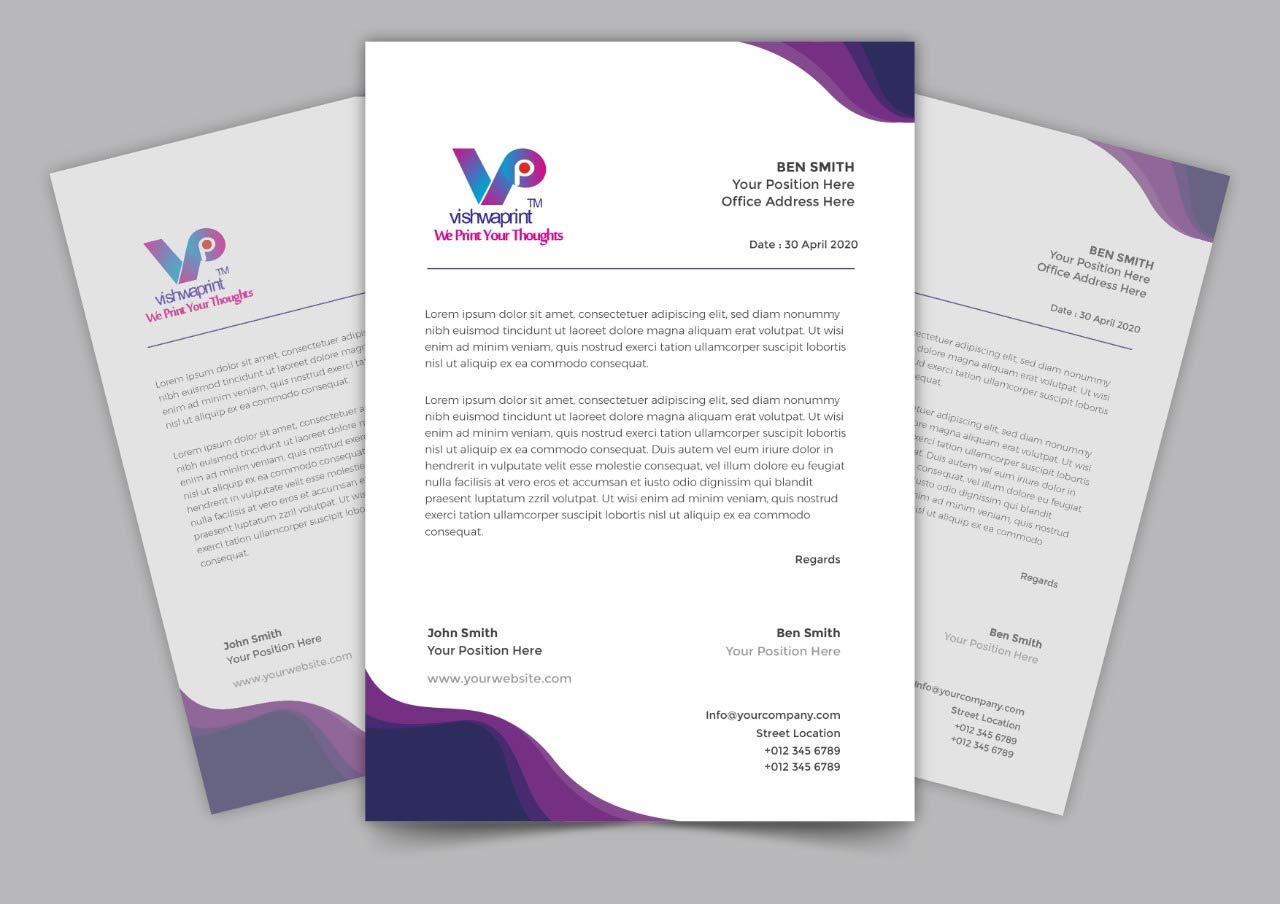 VP
TM
vishwaprint
We Print Your Thoughts
BEN SMITH
Your Position Here
Office Address Here
Date : 30 April 2020
Lorem ipsum dolor sit amet, consectetuer adipiscing elit, sed diam nonummy
nibh euismod tincidunt ut laoreet dolore magna aliquam erat volutpat. Ut wisi
enim ad minim veniam, quis nostrud exerci tation ullamcorper suscipit lobortis
nisl ut aliquip ex ea commodo consequat.
Lorem ipsum dolor sit amet, consectetuer adipiscing elit, sed diam nonummy
nibh euismod tincidunt ut laoreet dolore magna aliquam erat volutpat. Ut wisi
enim ad minim veniam, quis nostrud exerci tation ullamcorper suscipit lobortis
nisl ut aliquip ex ea commodo consequat. Duis autem vel eum iriure dolor in
hendrerit in vulputate velit esse molestie consequat, vel illum dolore eu feugiat
nulla facilisis at vero eros et accumsan et iusto odio dignissim qui blandit
praesent luptatum zzril volutpat. Ut wisi enim ad minim veniam, quis nostrud
exerci tation ullamcorper suscipit lobortis nisl ut aliquip ex ea commodo
consequat.
Regards
John Smith
Your Position Here
www.yourwebsite.com
Ben Smith
Your Position Here
Info@yourcompany.com
Street Location
+012 345 6789
+012 345 6789
VP
TM
vishwaprint
We Print Your Thoughts
Lorem ipsum dolor sit amet, consectetuer
nibh euismod tincidunt ut laoreet dolore
enim ad minim veniam, quis nostrud exerci
nisl ut aliquip ex ea commodo consequat.
Lorem ipsum dolor sit amet, consectetuer
nibh euismod tincidunt ut laoreet dolore
enim ad minim veniam, quis nostrud
nisl ut aliquip ex ea commodo consequat.
hendrerit in vulputate velit esse molestie
nulla facilisis at vero eros et accumsan
praesent luptatum zzril volutpat. Ut
exerci tation ullamcorper suscipit
consequat.
John Smith
Your Position Here
www.yourwebsite.com
BEN SMITH
Your Position Here
Office Address Here
Date : 30 April 2020
adipiscing elit, sed diam nonummy
dolore magna aliquam erat volutpat. Ut wisi
exerci tation ullamcorper suscipit lobortis
adipiscing elit, sed diam nonummy
magna aliquam erat volutpat. Ut wisi
tation ullamcorper suscipit lobortis
Duis autem vel eum iriure dolor in
consequat, vel illum dolore eu feugiat
iusto odio dignissim qui blandit
ad minim veniam, quis nostrud
nisl ut aliquip ex ea commodo
Regards
Ben Smith
Your Position Here
Info@yourcompany.com
Street Location
+012 345 6789
+012 345 6789